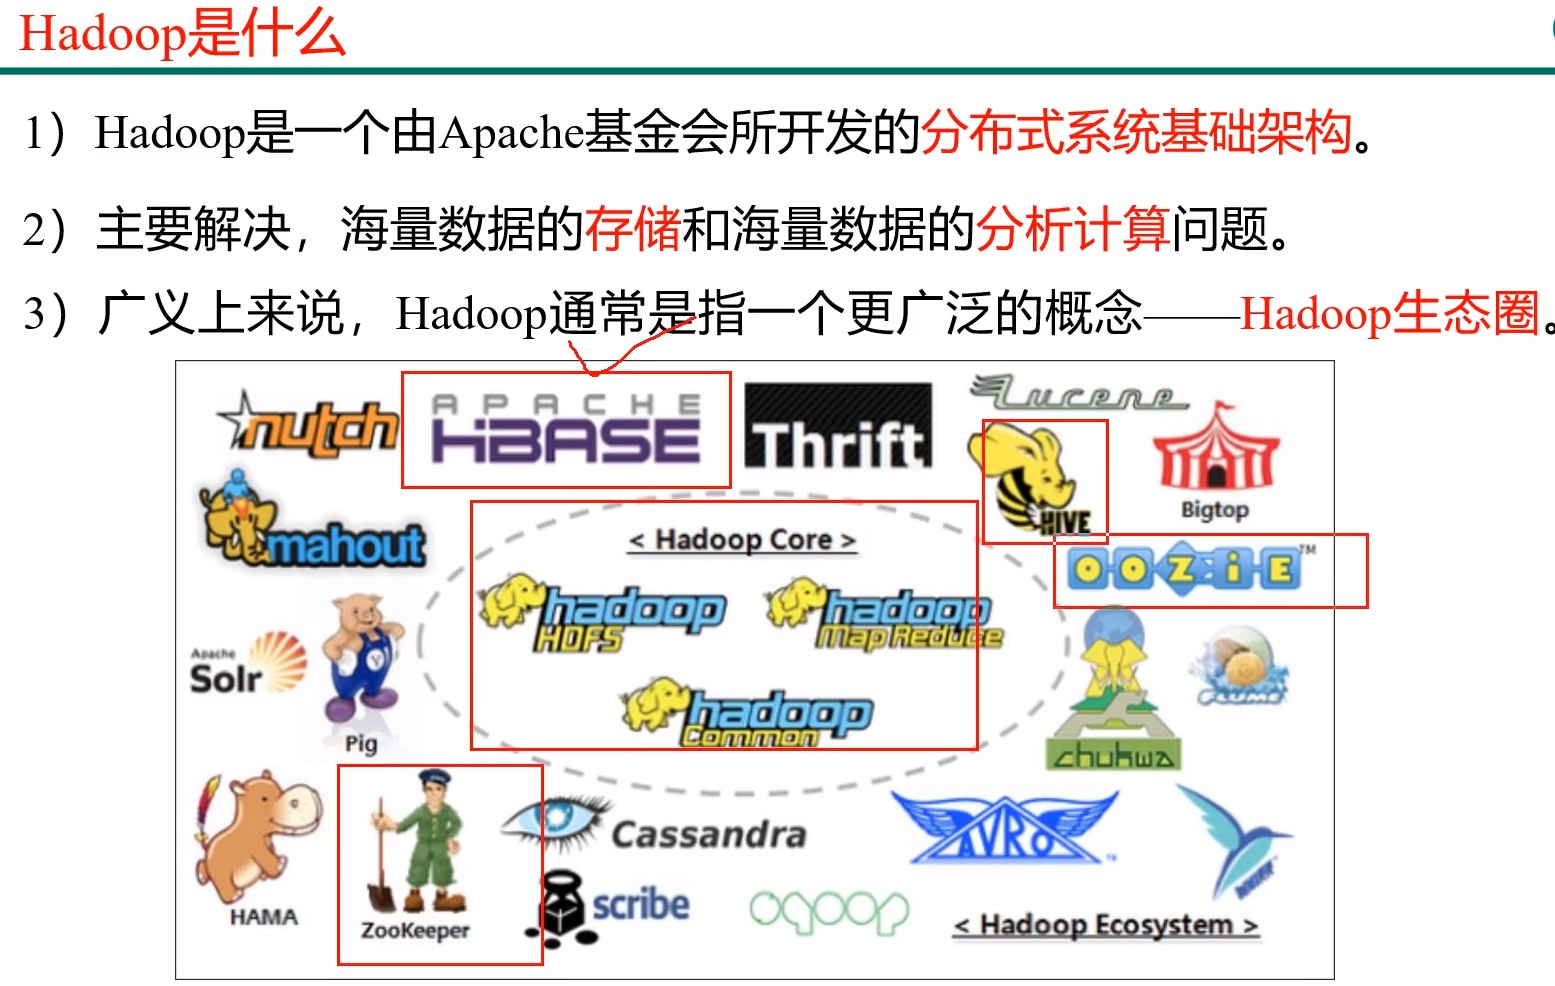 Hadoop是什么
1）Hadoop是一个由Apache基金会所开发的分布式系统基础架构。
2）主要解决，海量数据的存储和海量数据的分析计算问题。
3）广义上来说，Hadoop通常是指一个更广泛的概念——Hadoop生态圈。
nutch
APACHE
HBASE
Thrift
Lucene
HIVE
Bigtop
mahout
< Hadoop Core >
OOZiE™
hadoop
HDFS
hadoop
Map Reduce
Apache
Solr
Pig
hadoop
Common
chukwa
FLUME
HAMA
ZooKeeper
Cassandra
AVRO
scribe
sqoop
< Hadoop Ecosystem >